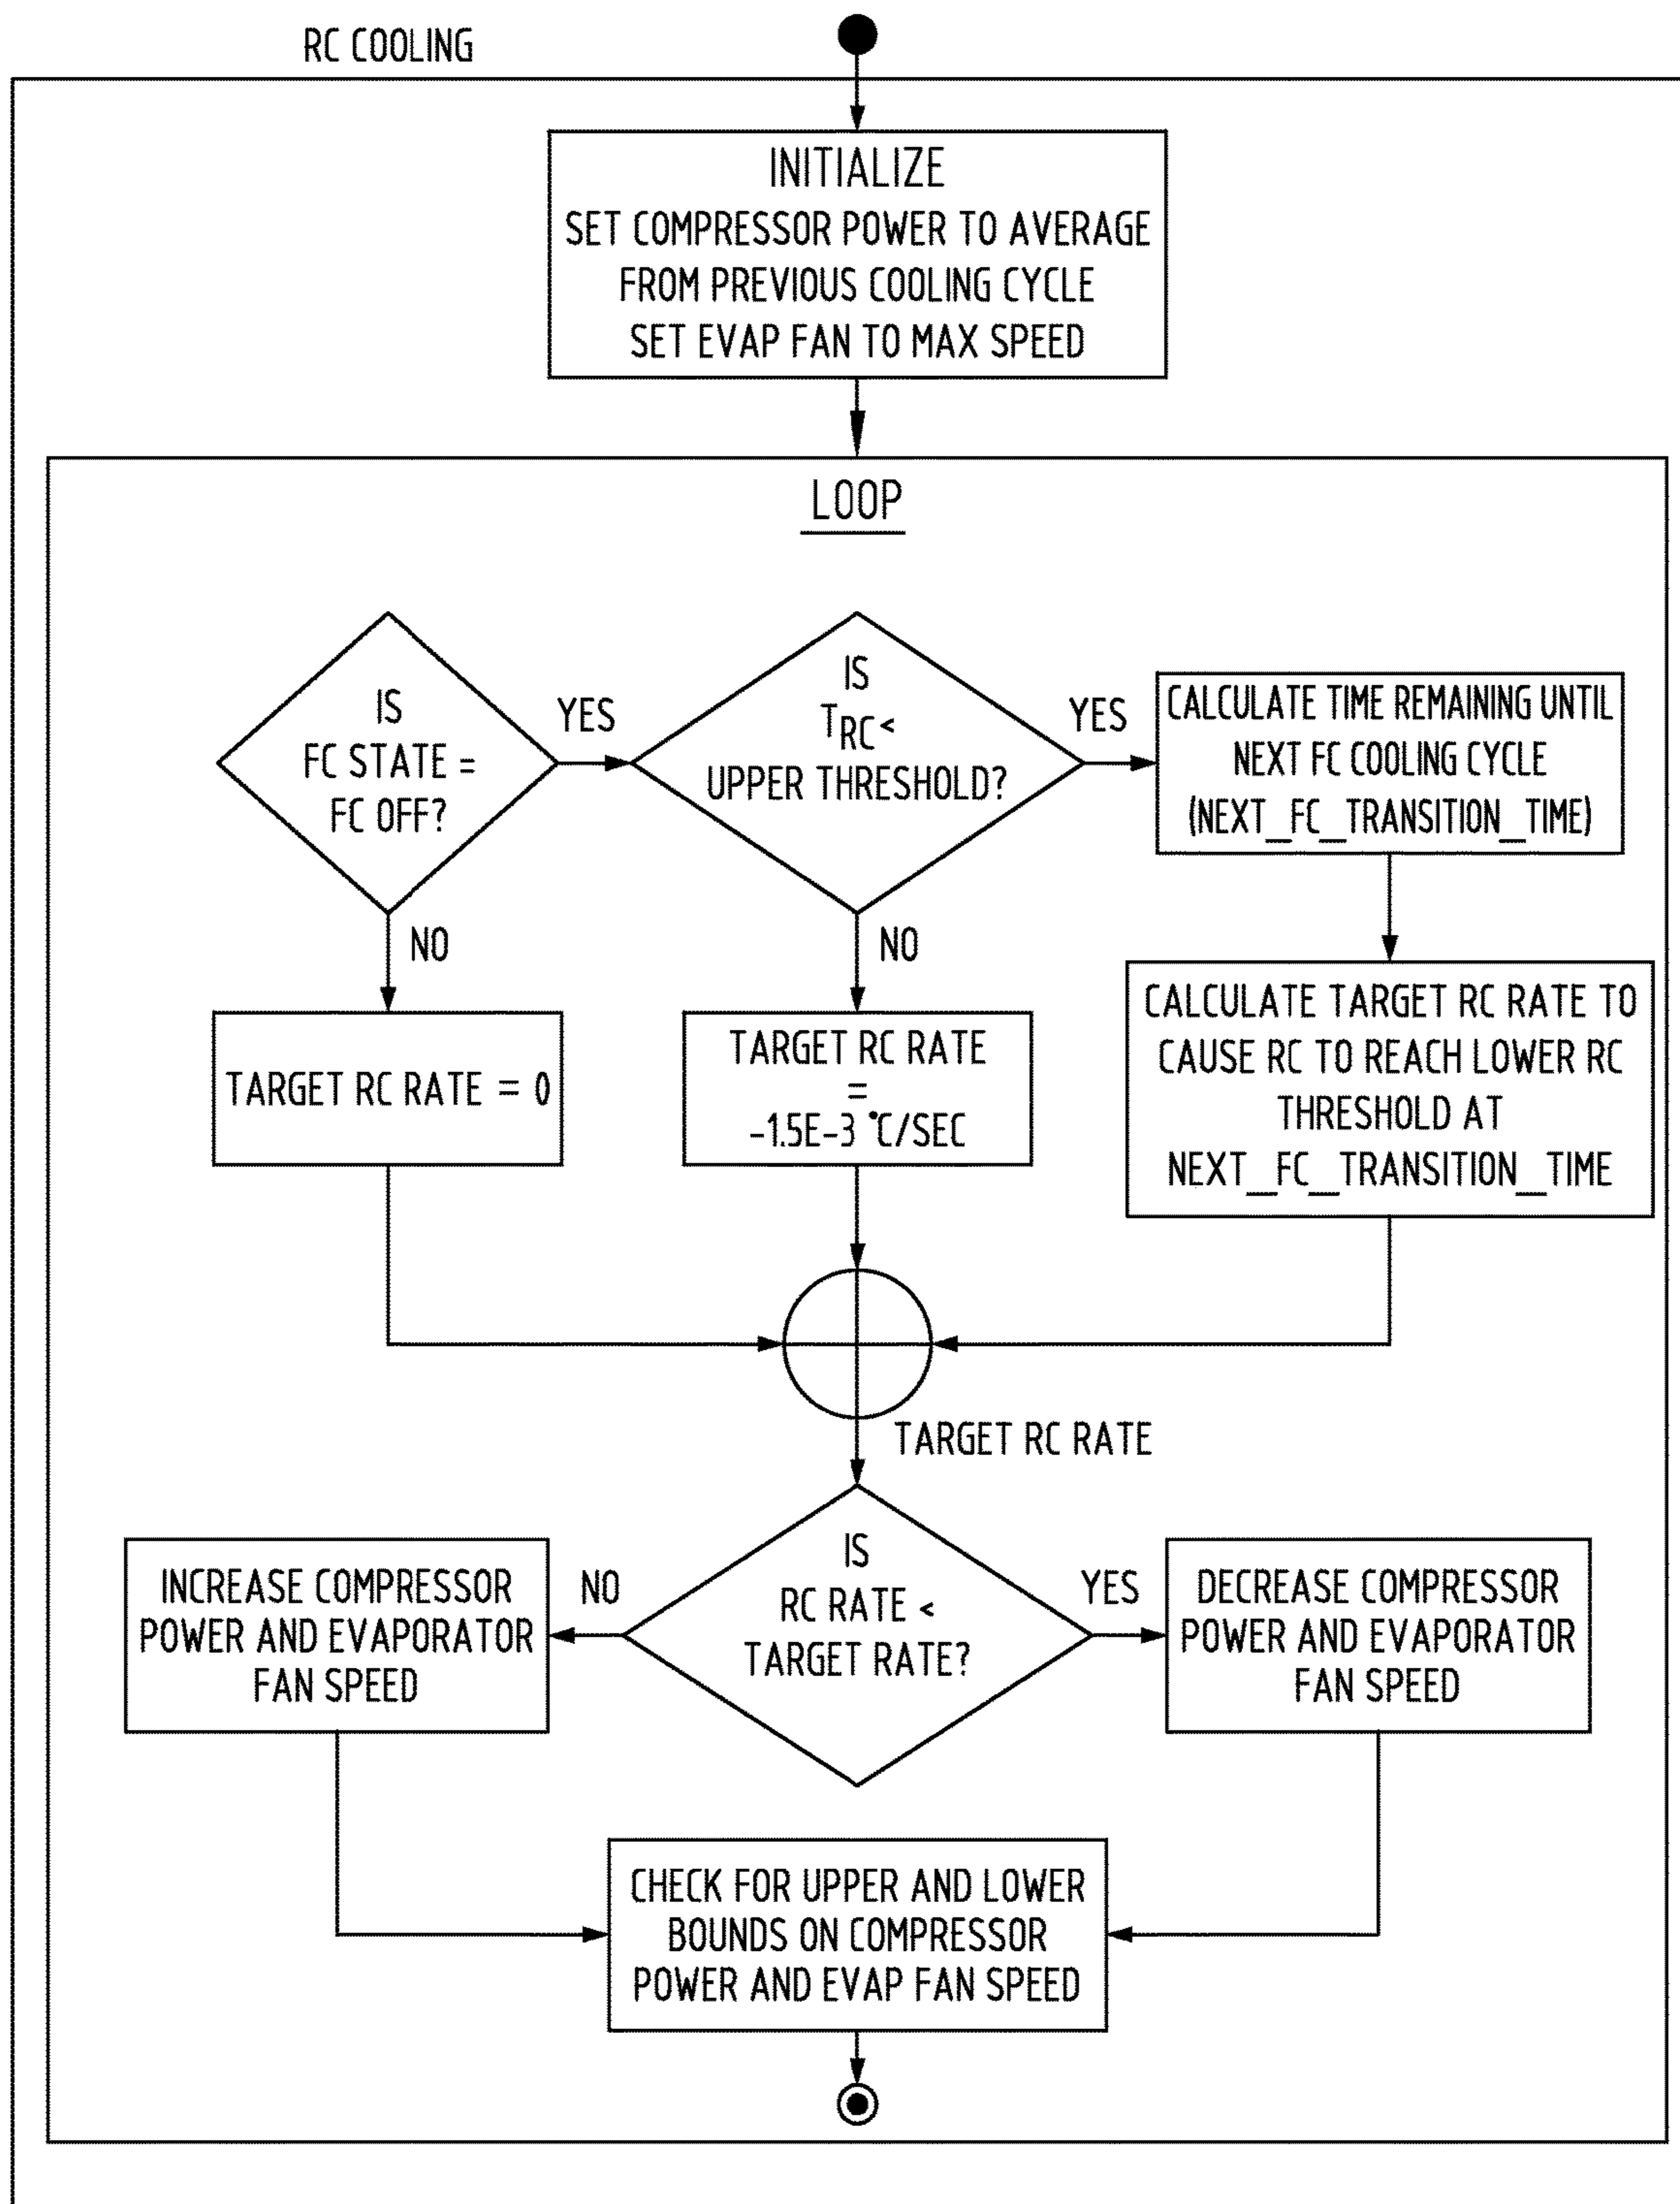 RC COOLING
INITIALIZE
SET COMPRESSOR POWER TO AVERAGE
FROM PREVIOUS COOLING CYCLE
SET EVAP FAN TO MAX SPEED
LOOP
IS
FC STATE =
FC OFF?
YES
NO
IS
TRC<
UPPER THRESHOLD?
YES
NO
CALCULATE TIME REMAINING UNTIL
NEXT FC COOLING CYCLE
(NEXT_FC_TRANSITION_TIME)
TARGET RC RATE = 0
TARGET RC RATE
=
-1.5E-3 °C/SEC
CALCULATE TARGET RC RATE TO
CAUSE RC TO REACH LOWER RC
THRESHOLD AT
NEXT_FC_TRANSITION_TIME
TARGET RC RATE
IS
RC RATE <
TARGET RATE?
NO
YES
INCREASE COMPRESSOR
POWER AND EVAPORATOR
FAN SPEED
DECREASE COMPRESSOR
POWER AND EVAPORATOR
FAN SPEED
CHECK FOR UPPER AND LOWER
BOUNDS ON COMPRESSOR
POWER AND EVAP FAN SPEED